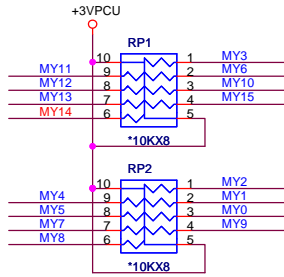 +3VPCU
RP1
10 1 MY3
MY11 9 2 MY6
MY12 8 3 MY10
MY13 7 4 MY15
MY14 6 5
*10KX8
RP2
10 1 MY2
MY4 9 2 MY1
MY5 8 3 MY0
MY7 7 4 MY9
MY8 6 5
*10KX8